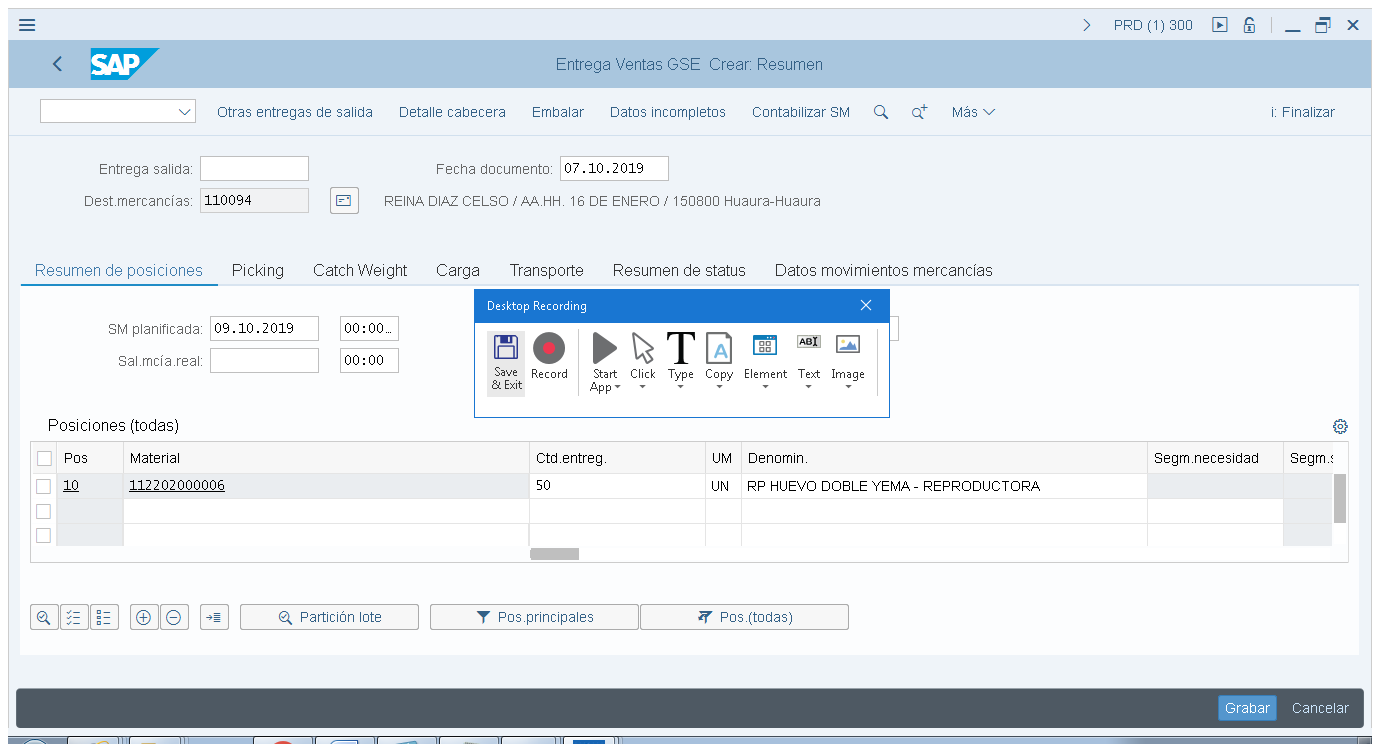 PRD (1) 300
SAP
Entrega Ventas GSE Crear: Resumen
Otras entregas de salida Detalle cabecera Embalar Datos incompletos Contabilizar SM Más i: Finalizar
Entrega salida: Fecha documento: 07.10.2019
Dest.mercancías: 110094 REINA DIAZ CELSO / AA.HH. 16 DE ENERO / 150800 Huaura-Huaura
Resumen de posiciones Picking Catch Weight Carga Transporte Resumen de status Datos movimientos mercancías
Desktop Recording
SM planificada: 09.10.2019 00:00…
Sal.mcía.real: 00:00
Save & Exit Record Start App Click Type Copy Element Text Image
Posiciones (todas)
Pos Material Ctd.entreg. UM Denomin. Segm.necesidad Segm.s
10 112202000006 50 UN RP HUEVO DOBLE YEMA - REPRODUCTORA
Partición lote Pos.principales Pos.(todas)
Grabar Cancelar